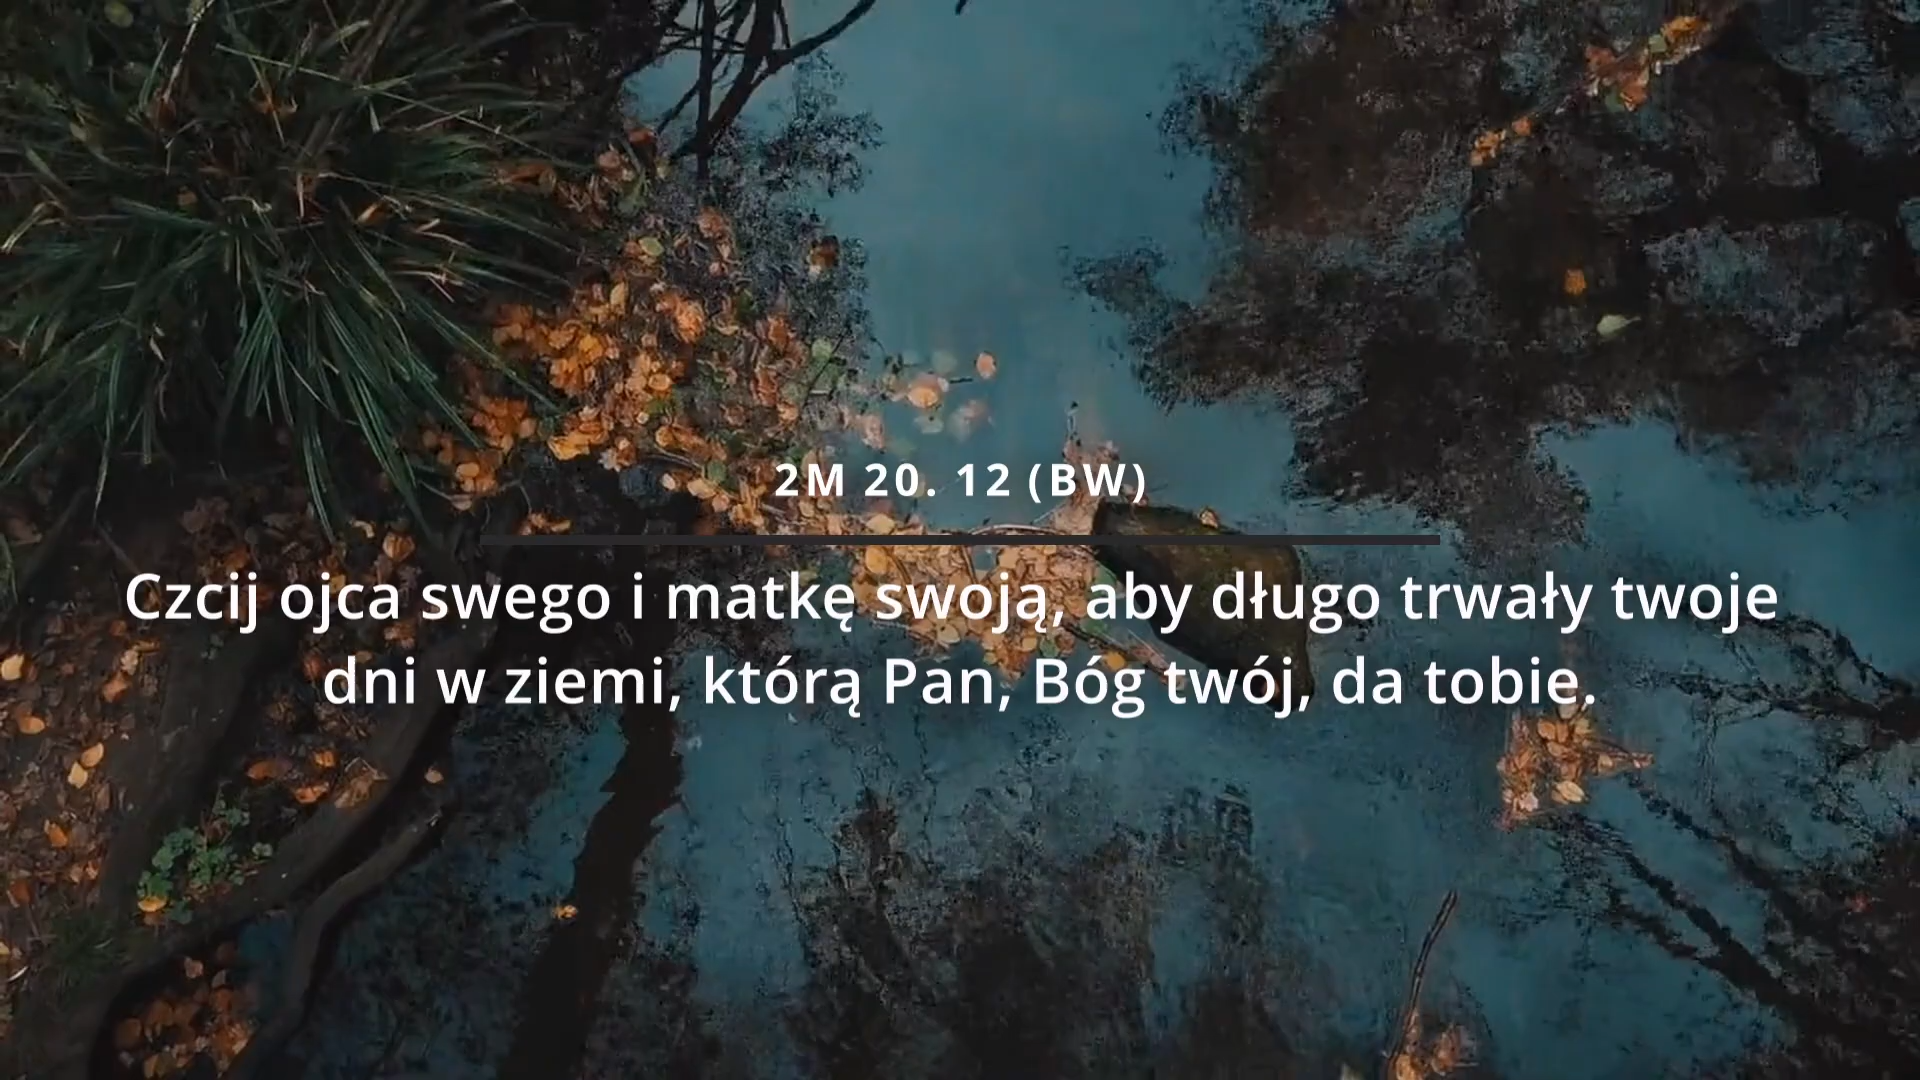 2M 20. 12 (BW)
Czcij ojca swego i matkę swoją, aby długo trwały twoje
dni w ziemi, którą Pan, Bóg twój, da tobie.